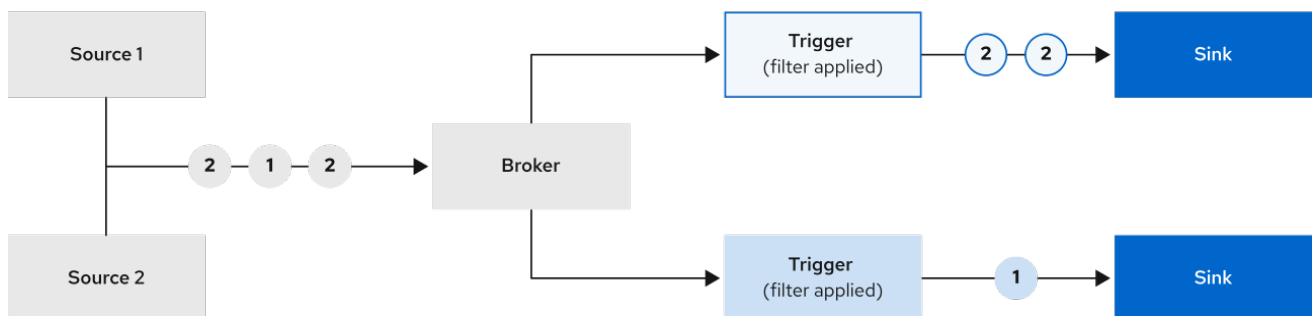 Source 1
Trigger
(filter applied)
2 2
Sink
2 1 2
Broker
Source 2
Trigger
(filter applied)
1
Sink